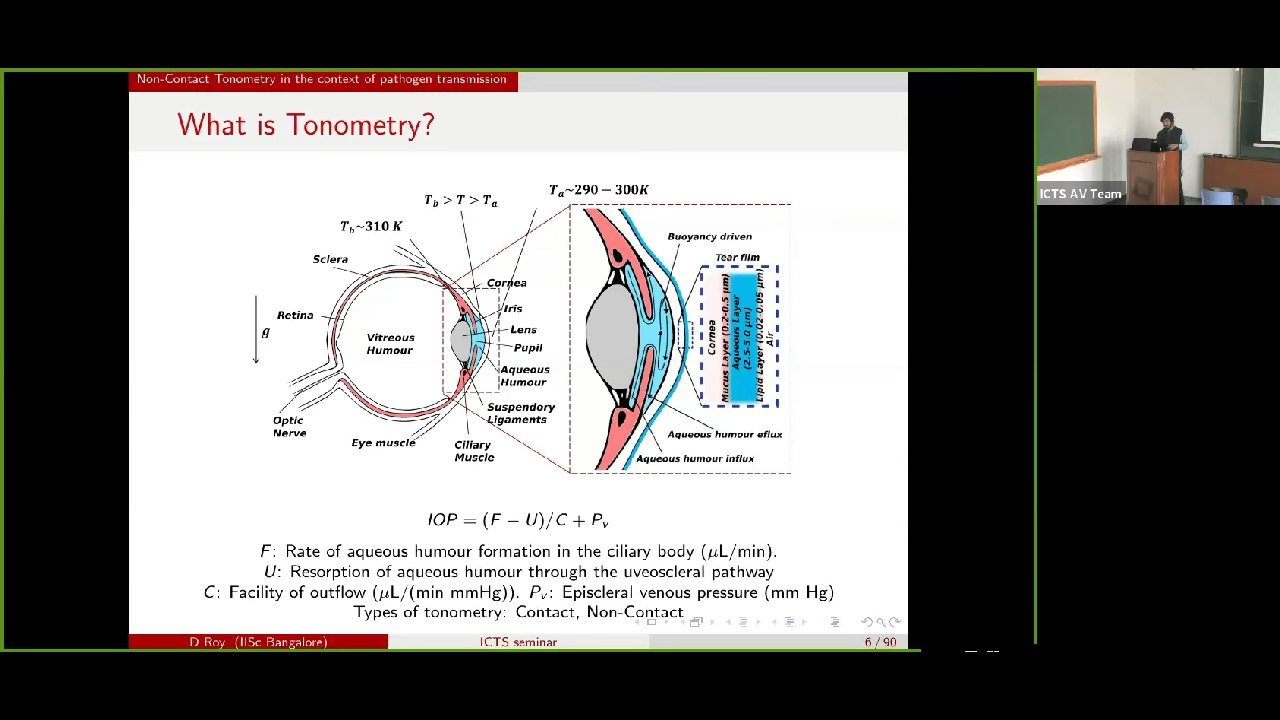 Non-Contact Tonometry in the context of pathogen transmission
What is Tonometry?
T_a~290 − 300K
T_b > T > T_a
T_b~310 K
Sclera
Retina
Vitreous
Humour
Optic
Nerve
Eye muscle
g
Cornea
Iris
Lens
Pupil
Aqueous
Humour
Suspendory
Ligaments
Ciliary
Muscle
Buoyancy driven
Tear film
Cornea
Mucus Layer (0.2-0.5 μm)
Aqueous Layer
(2.5-5.0 μm)
Lipid Layer (0.02-0.05 μm)
Air
Aqueous humour eflux
Aqueous humour influx
IOP = (F − U)/C + P_v
F: Rate of aqueous humour formation in the ciliary body (μL/min).
U: Resorption of aqueous humour through the uveoscleral pathway
C: Facility of outflow (μL/(min mmHg)). P_v: Episcleral venous pressure (mm Hg)
Types of tonometry: Contact, Non-Contact
D Roy (IISc Bangalore)
ICTS seminar
6 / 90
ICTS AV Team